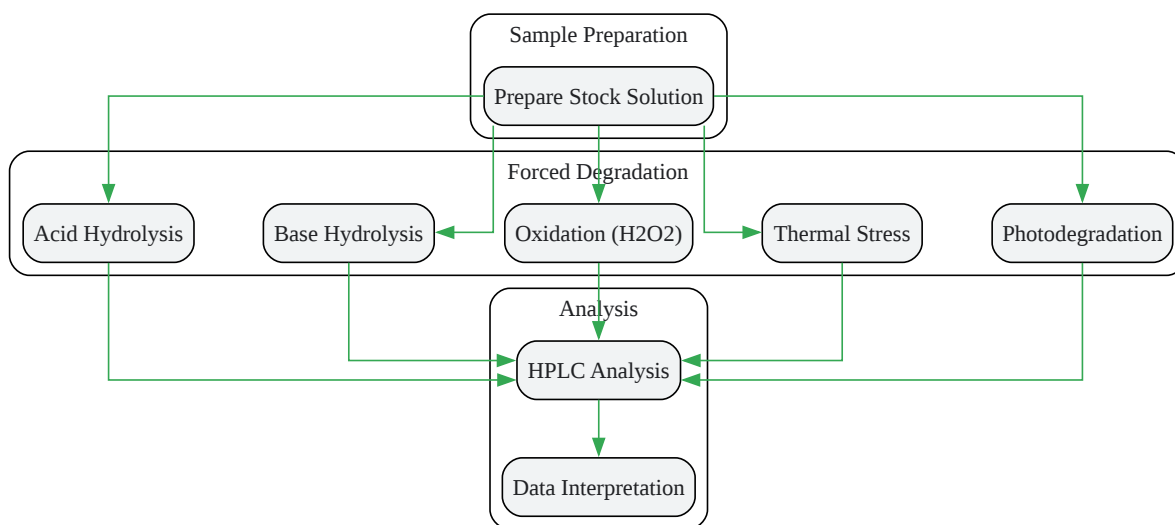 Sample Preparation
Prepare Stock Solution
Forced Degradation
Acid Hydrolysis
Base Hydrolysis
Oxidation (H2O2)
Thermal Stress
Photodegradation
Analysis
HPLC Analysis
Data Interpretation